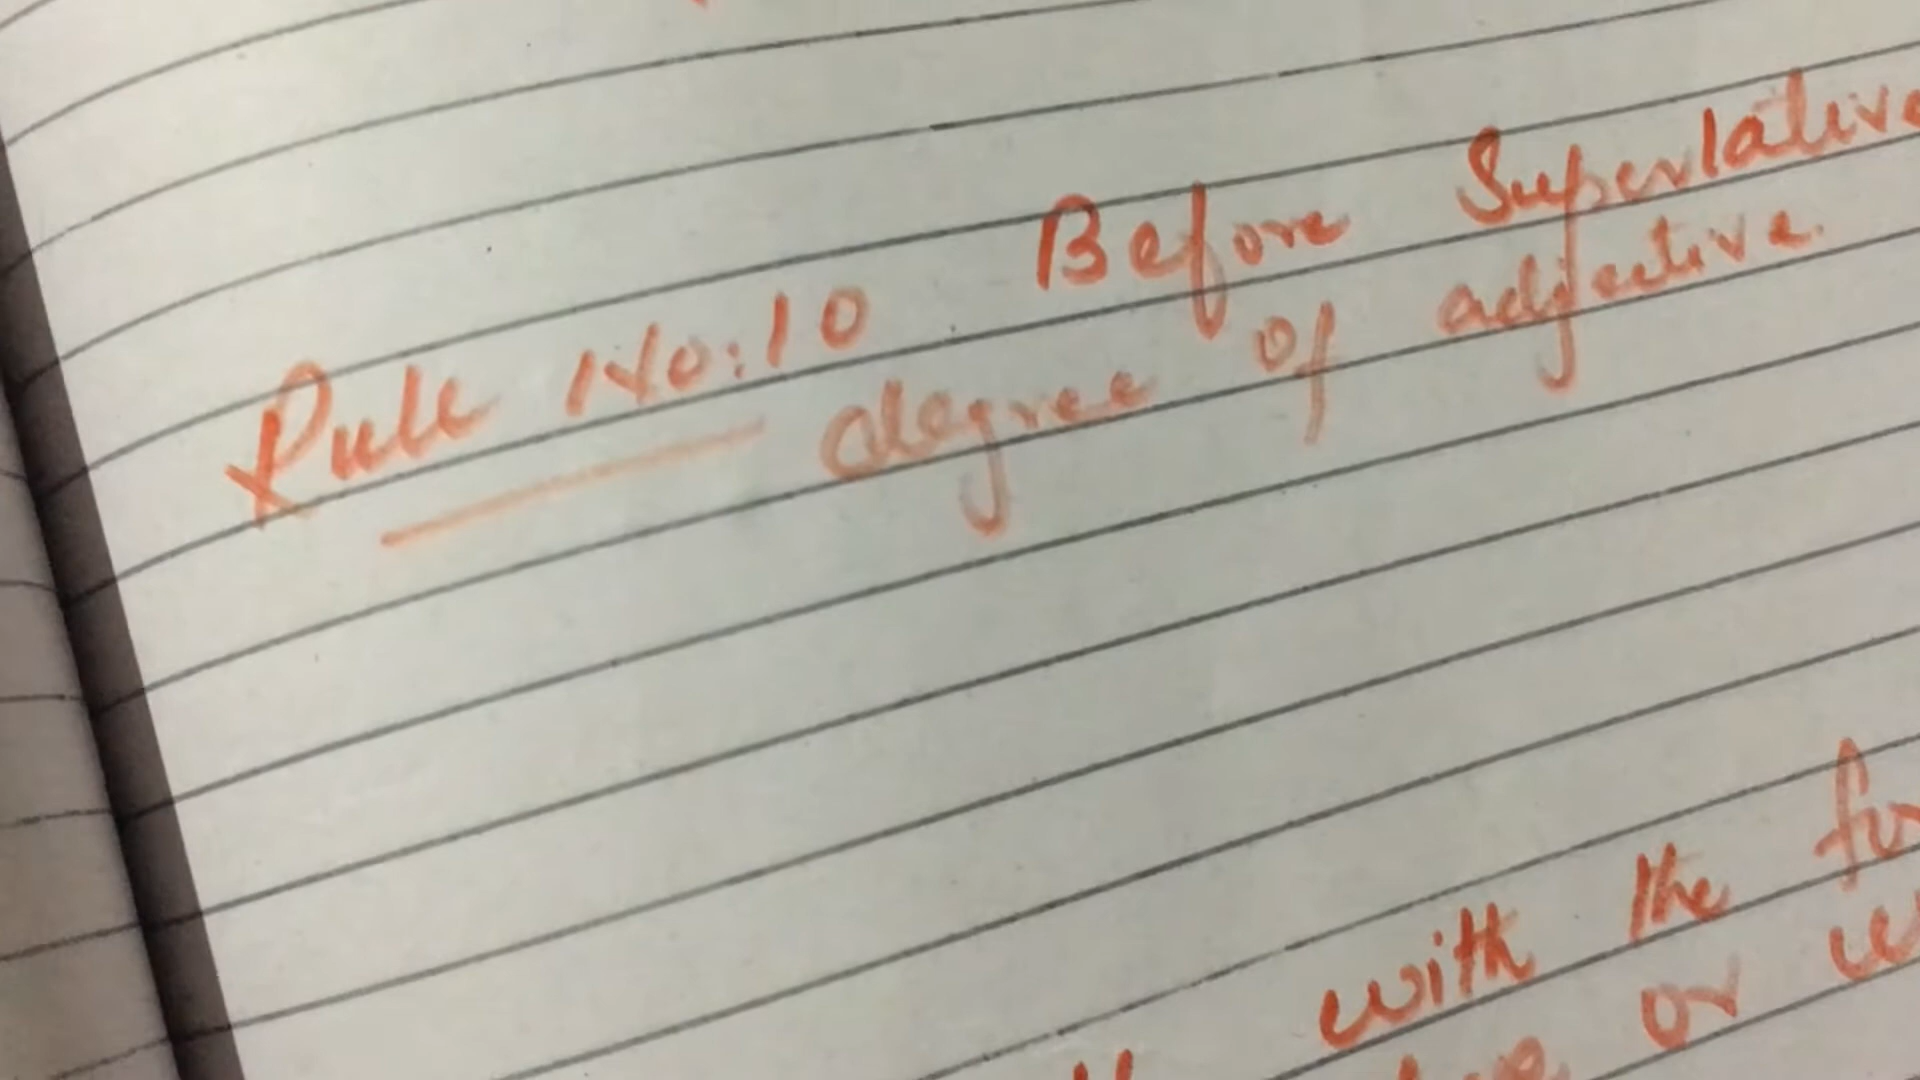 Rule No:10 Before Superlative
degree of adjective.
with the
or